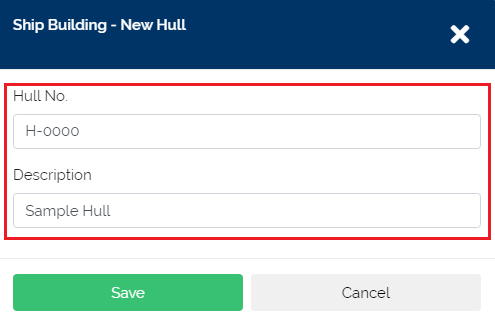 Ship Building - New Hull
Hull No.
H-0000
Description
Sample Hull
Save
Cancel